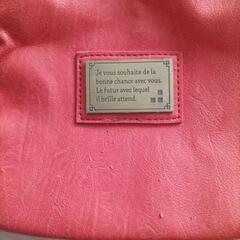 Je vous souhaite de la
bonne chance avec vous.
Le futur avec lequel
il brille attend.